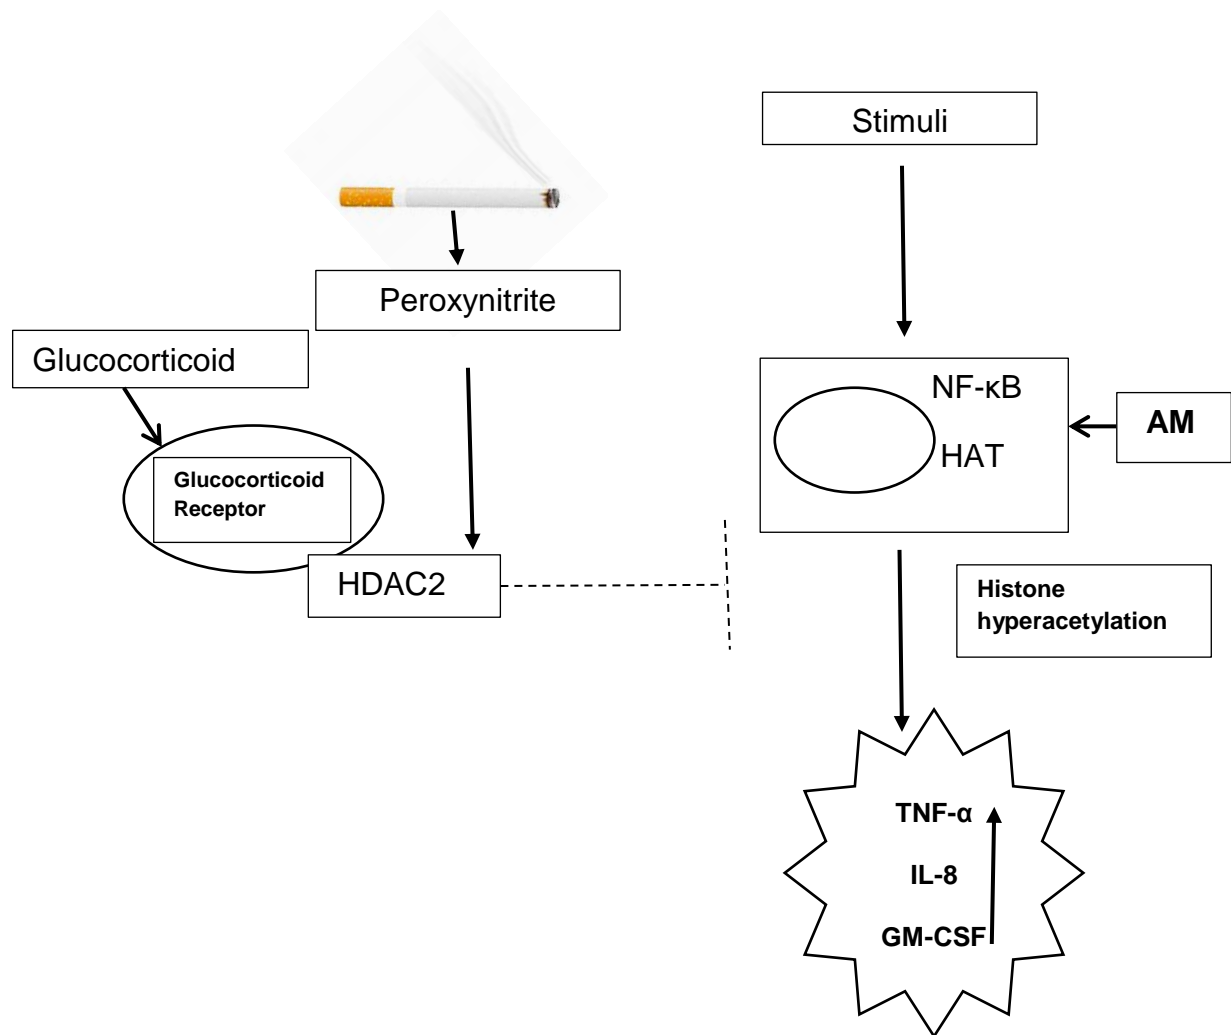 Stimuli
Peroxynitrite
Glucocorticoid
NF-κB
HAT
AM
Glucocorticoid
Receptor
HDAC2
Histone
hyperacetylation
TNF-α
IL-8
GM-CSF